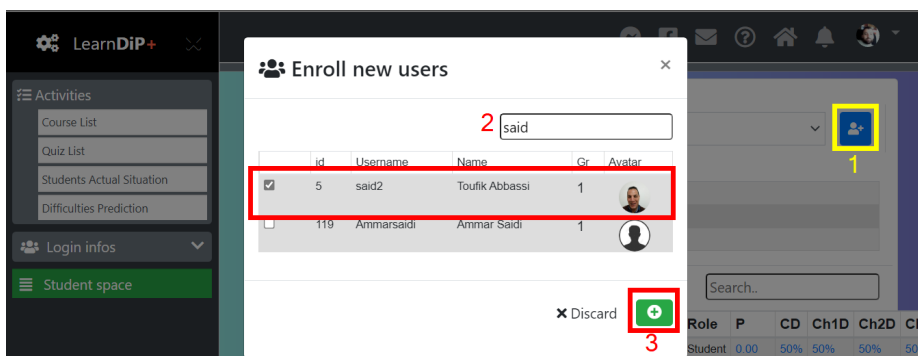 LearnDiP+
Activities
Course List
Quiz List
Students Actual Situation
Difficulties Prediction
Login infos
Student space
Enroll new users
×
2
said
id Username Name Gr Avatar
5 said2 Toufik Abbassi 1
119 Ammarsaidi Ammar Saidi 1
Discard
3
1
Search..
Role P CD Ch1D Ch2D
Student 0.00 50% 50% 50%